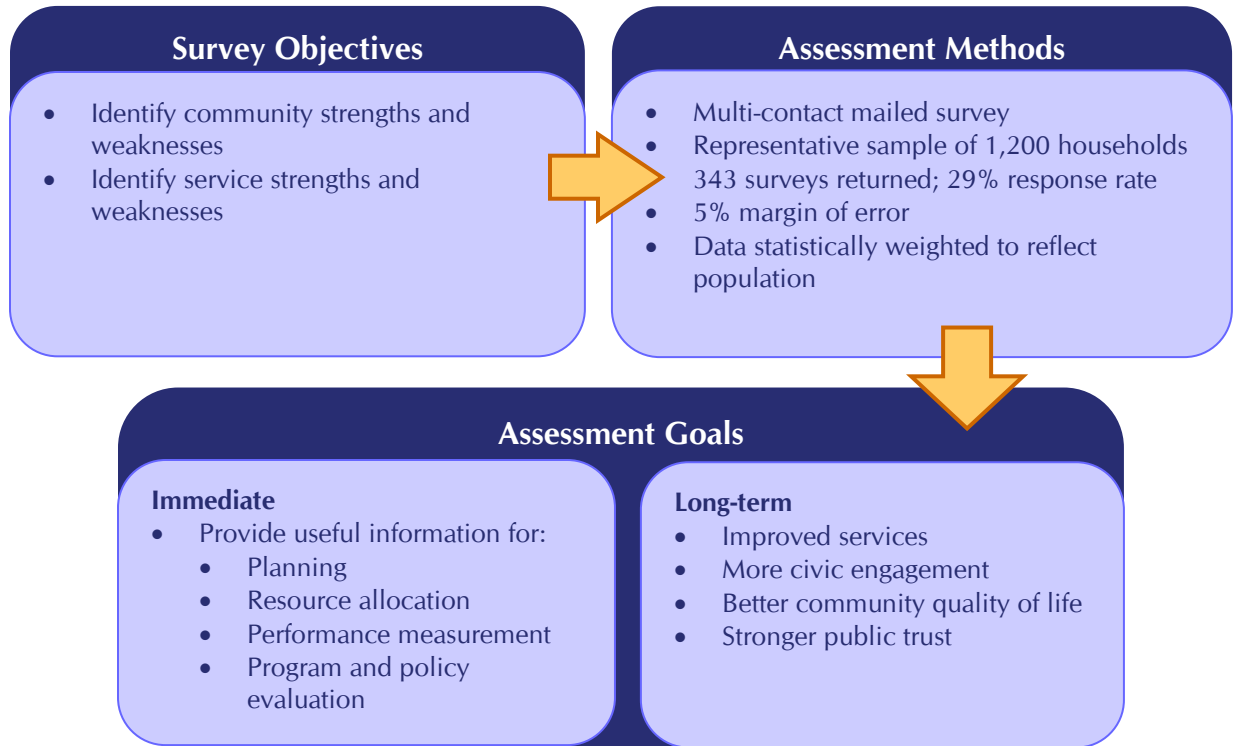 Survey Objectives
• Identify community strengths and
weaknesses
• Identify service strengths and
weaknesses
Assessment Methods
• Multi-contact mailed survey
• Representative sample of 1,200 households
• 343 surveys returned; 29% response rate
• 5% margin of error
• Data statistically weighted to reflect
population
Assessment Goals
Immediate
• Provide useful information for:
• Planning
• Resource allocation
• Performance measurement
• Program and policy
evaluation
Long-term
• Improved services
• More civic engagement
• Better community quality of life
• Stronger public trust